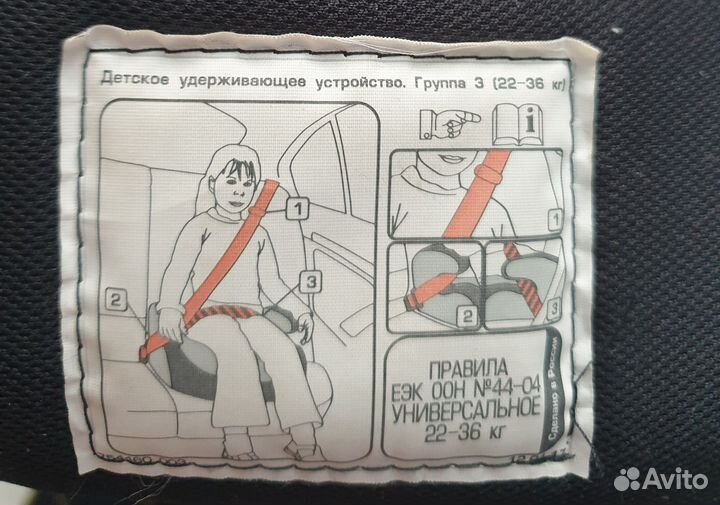 Детское удерживающее устройство. Группа 3 (22-36 кг)
i
1
1
3
2
2
3
ПРАВИЛА
ЕЭК ООН №44-04
УНИВЕРСАЛЬНОЕ
22-36 кг
Сделано в России
Avito